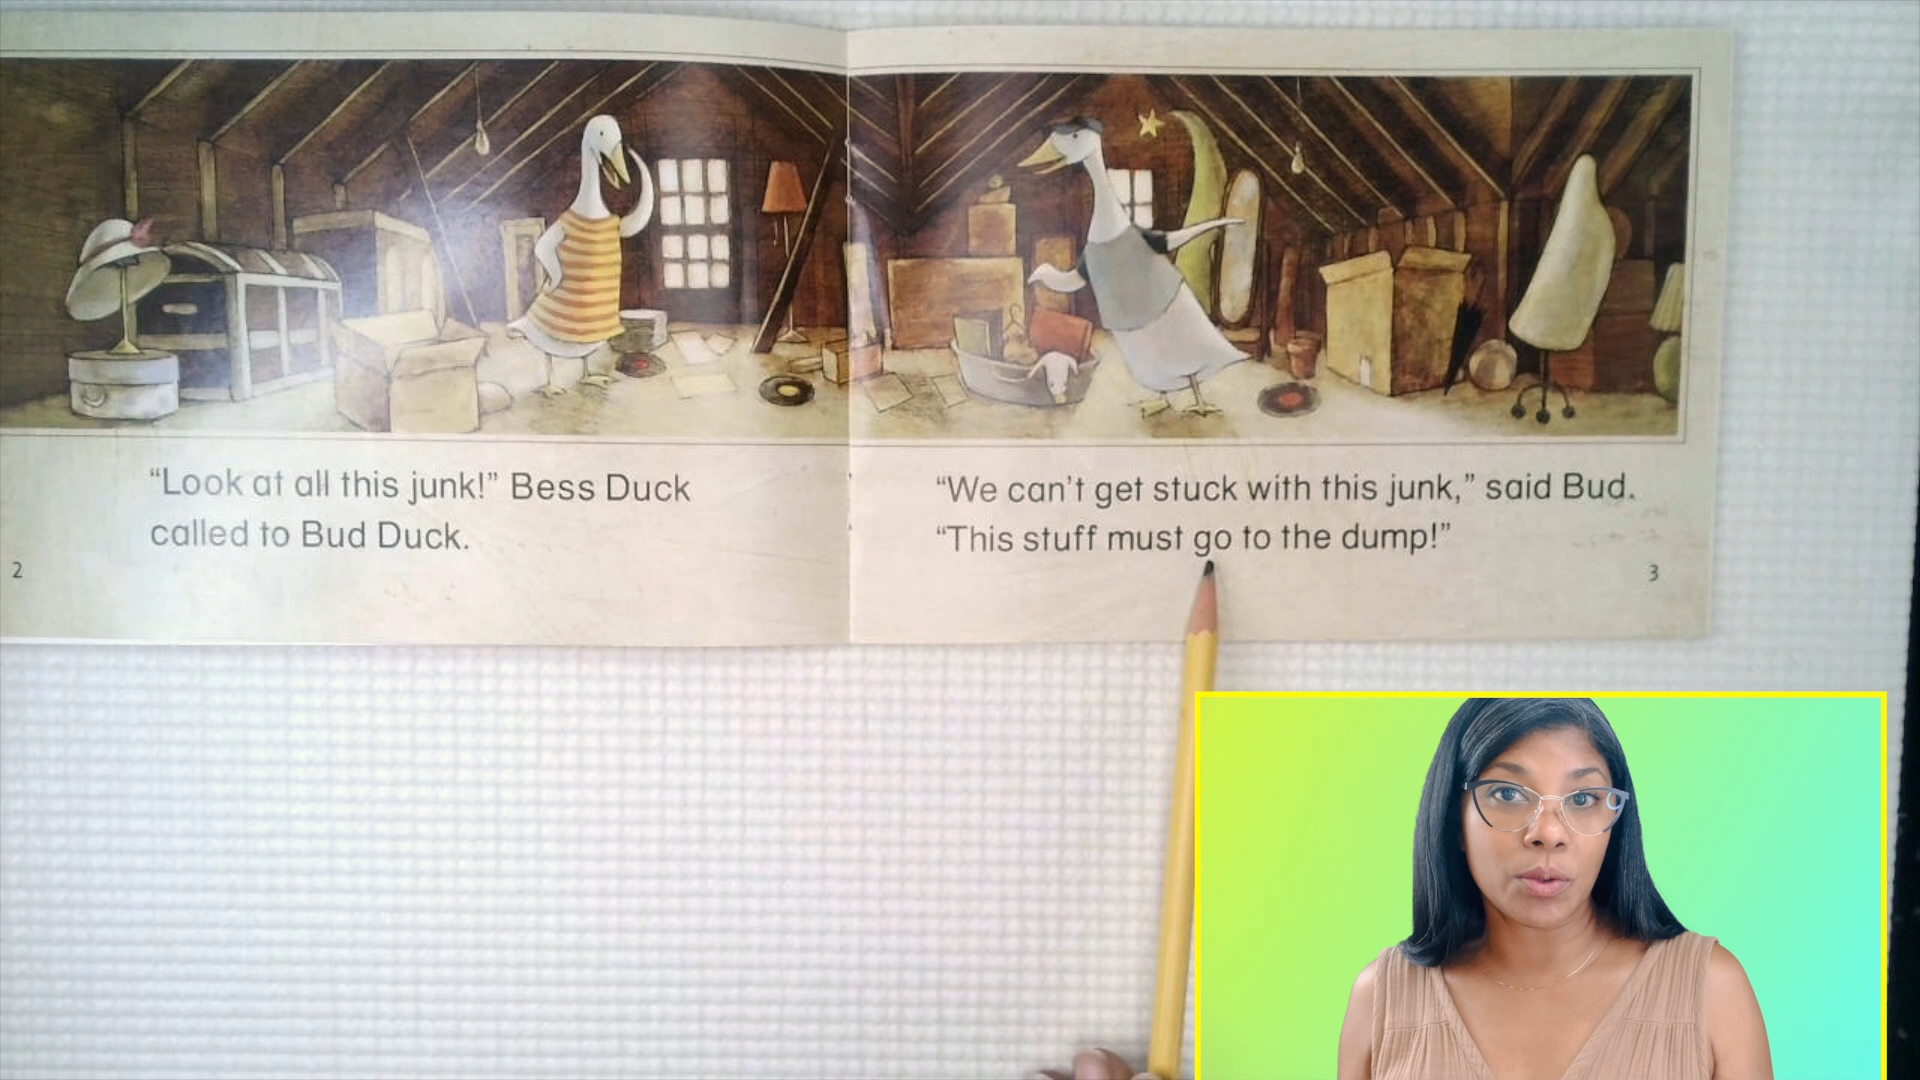 “Look at all this junk!” Bess Duck
called to Bud Duck.
2
“We can’t get stuck with this junk,” said Bud.
“This stuff must go to the dump!”
3